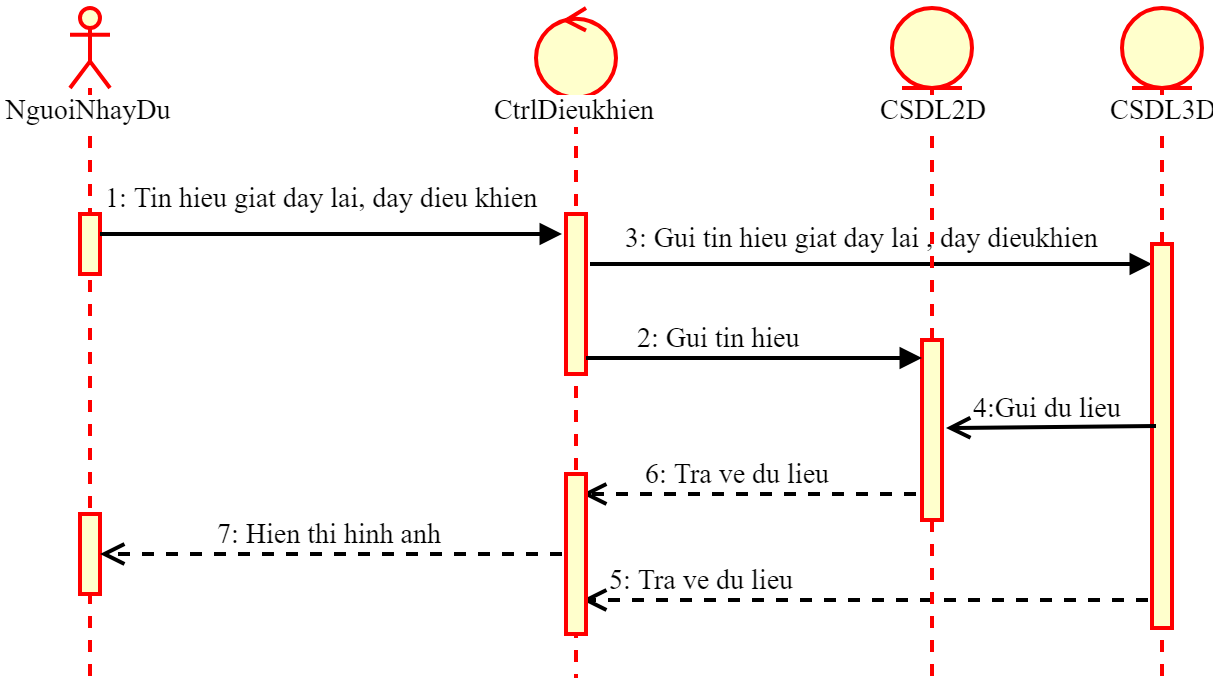 NguoiNhayDu
CtrlDieukhien
CSDL2D
CSDL3D
1: Tin hieu giat day lai, day dieu khien
3: Gui tin hieu giat day lai , day dieukhien
2: Gui tin hieu
4:Gui du lieu
6: Tra ve du lieu
7: Hien thi hinh anh
5: Tra ve du lieu